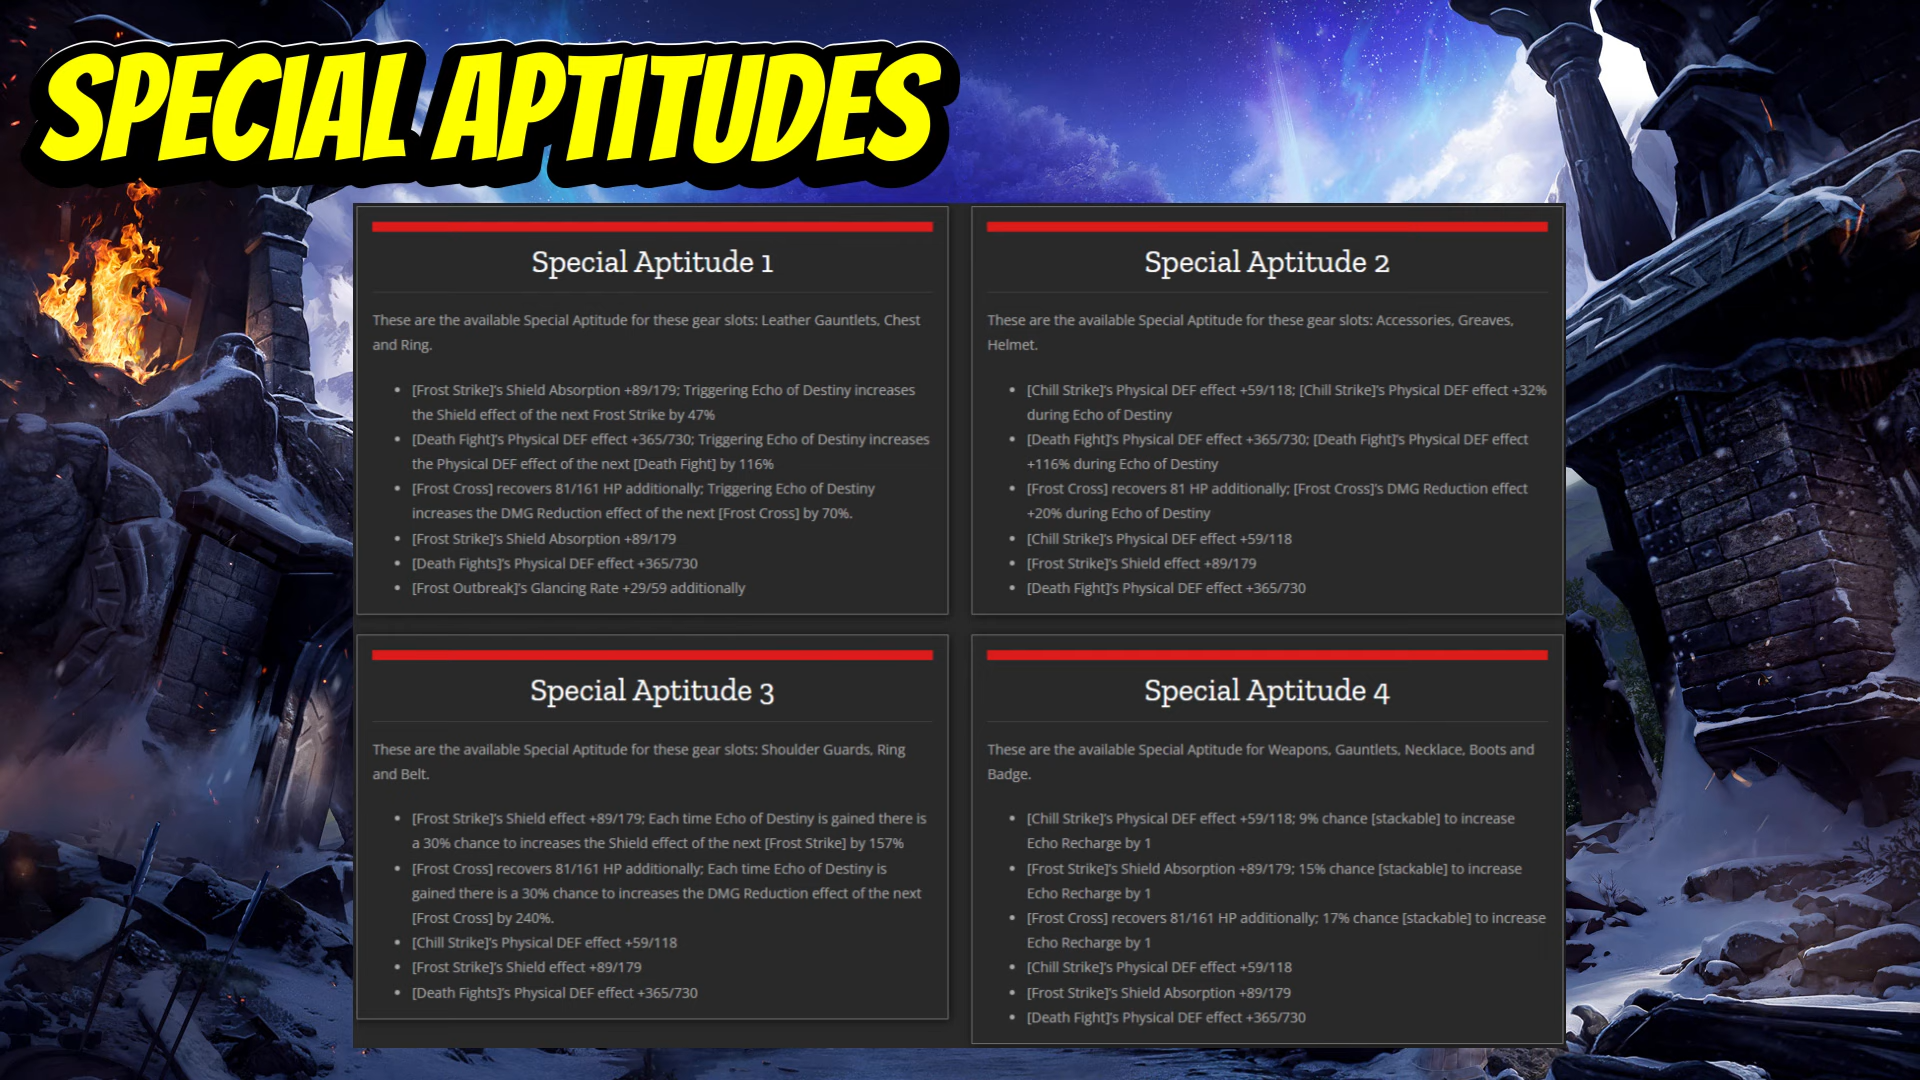 SPECIAL APTITUDES
Special Aptitude 1
These are the available Special Aptitude for these gear slots: Leather Gauntlets, Chest
and Ring.
• [Frost Strike]'s Shield Absorption +89/179; Triggering Echo of Destiny increases
the Shield effect of the next Frost Strike by 47%
• [Death Fight]'s Physical DEF effect +365/730; Triggering Echo of Destiny increases
the Physical DEF effect of the next [Death Fight] by 116%
• [Frost Cross] recovers 81/161 HP additionally; Triggering Echo of Destiny
increases the DMG Reduction effect of the next [Frost Cross] by 70%.
• [Frost Strike]'s Shield Absorption +89/179
• [Death Fights]'s Physical DEF effect +365/730
• [Frost Outbreak]'s Glancing Rate +29/59 additionally
Special Aptitude 2
These are the available Special Aptitude for these gear slots: Accessories, Greaves,
Helmet.
• [Chill Strike]'s Physical DEF effect +59/118; [Chill Strike]'s Physical DEF effect +32%
during Echo of Destiny
• [Death Fight]'s Physical DEF effect +365/730; [Death Fight]'s Physical DEF effect
+116% during Echo of Destiny
• [Frost Cross] recovers 81 HP additionally; [Frost Cross]'s DMG Reduction effect
+20% during Echo of Destiny
• [Chill Strike]'s Physical DEF effect +59/118
• [Frost Strike]'s Shield effect +89/179
• [Death Fight]'s Physical DEF effect +365/730
Special Aptitude 3
These are the available Special Aptitude for these gear slots: Shoulder Guards, Ring
and Belt.
• [Frost Strike]'s Shield effect +89/179; Each time Echo of Destiny is gained there is
a 30% chance to increases the Shield effect of the next [Frost Strike] by 157%
• [Frost Cross] recovers 81/161 HP additionally; Each time Echo of Destiny is
gained there is a 30% chance to increases the DMG Reduction effect of the next
[Frost Cross] by 240%.
• [Chill Strike]'s Physical DEF effect +59/118
• [Frost Strike]'s Shield effect +89/179
• [Death Fights]'s Physical DEF effect +365/730
Special Aptitude 4
These are the available Special Aptitude for Weapons, Gauntlets, Necklace, Boots and
Badge.
• [Chill Strike]'s Physical DEF effect +59/118; 9% chance [stackable] to increase
Echo Recharge by 1
• [Frost Strike]'s Shield Absorption +89/179; 15% chance [stackable] to increase
Echo Recharge by 1
• [Frost Cross] recovers 81/161 HP additionally; 17% chance [stackable] to increase
Echo Recharge by 1
• [Chill Strike]'s Physical DEF effect +59/118
• [Frost Strike]'s Shield Absorption +89/179
• [Death Fight]'s Physical DEF effect +365/730